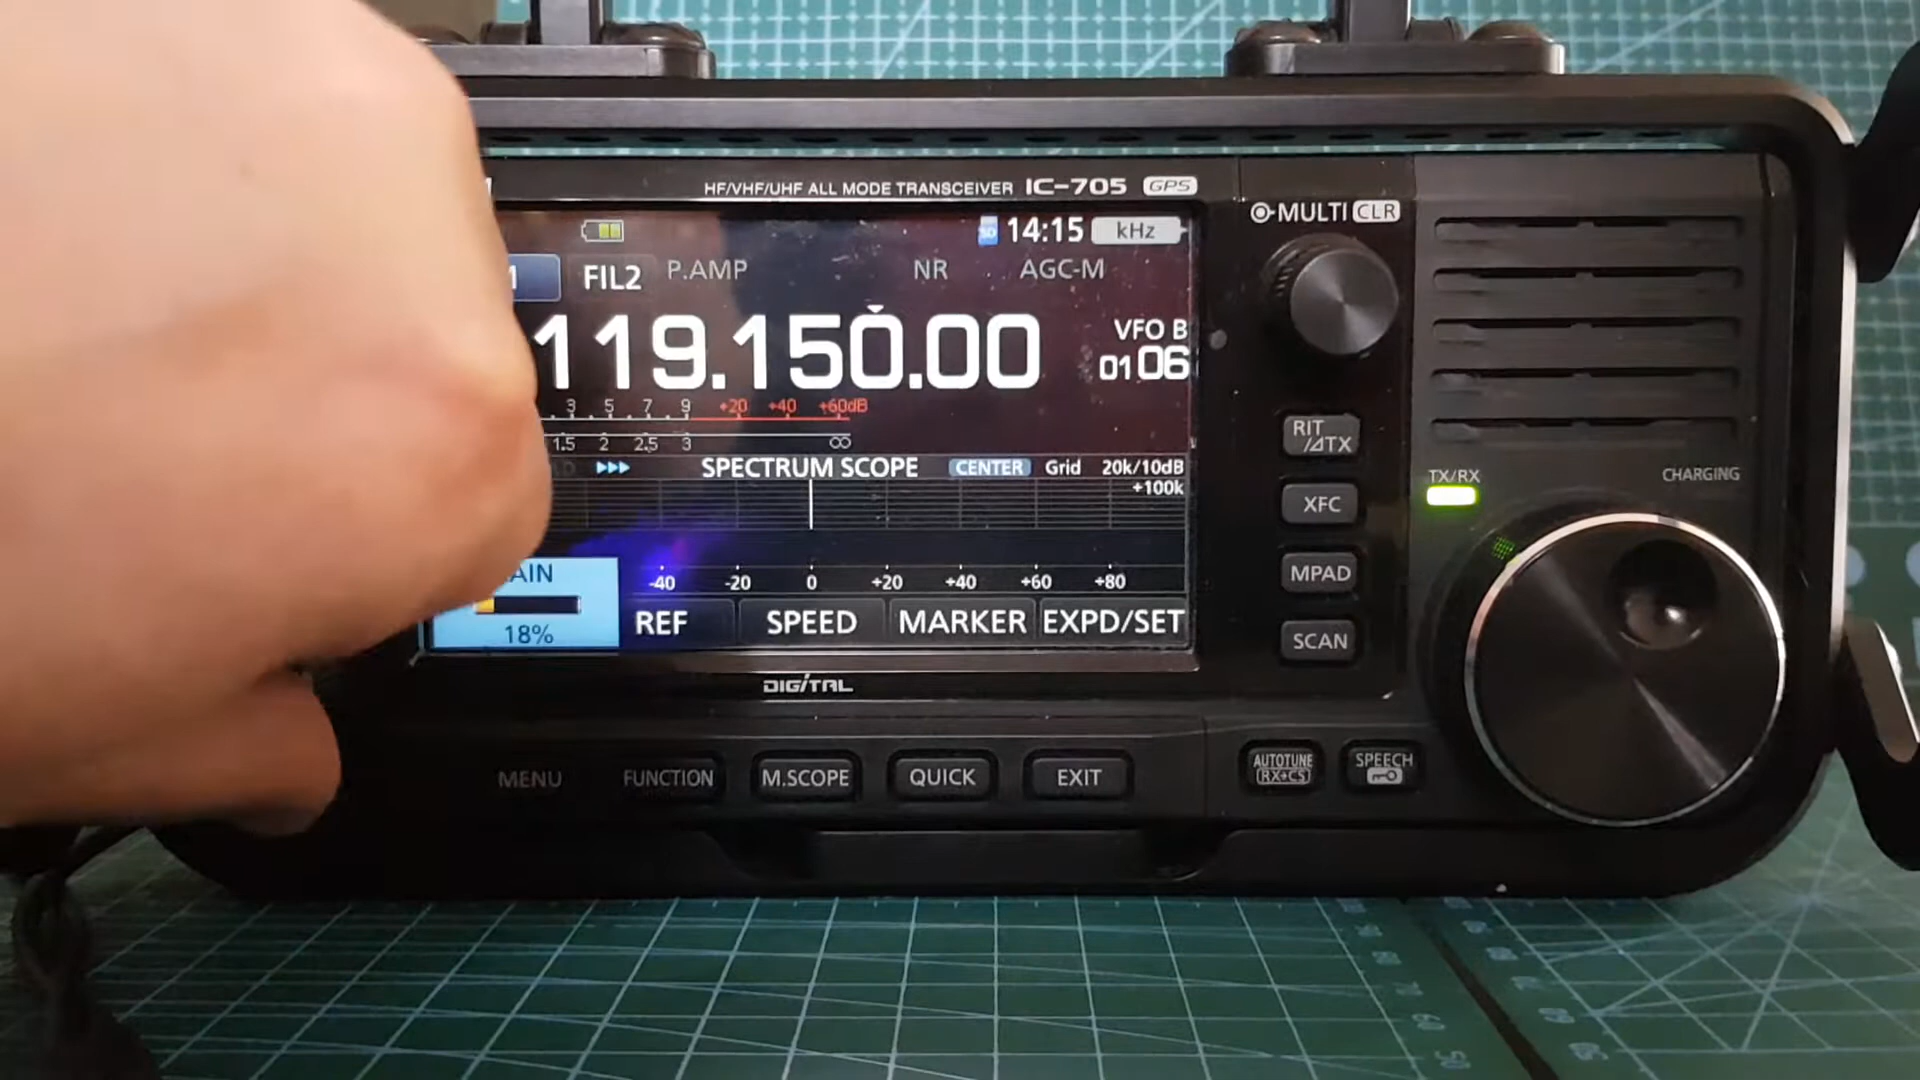 HF/VHF/UHF ALL MODE TRANSCEIVER IC-705 GPS
14:15 kHz
FIL2 P.AMP NR AGC-M
119.150.00
VFO B
01 06
3 5 7 9 +20 +40 +60dB
1.5 2 2.5 3 ∞
SPECTRUM SCOPE CENTER Grid 20k/10dB
+100k
-40 -20 0 +20 +40 +60 +80
18%
REF SPEED MARKER EXPD/SET
DIGITAL
MENU FUNCTION M.SCOPE QUICK EXIT
MULTI CLR
RIT
/⊿TX
XFC
MPAD
SCAN
TX/RX
CHARGING
AUTOTUNE
RX→CS
SPEECH